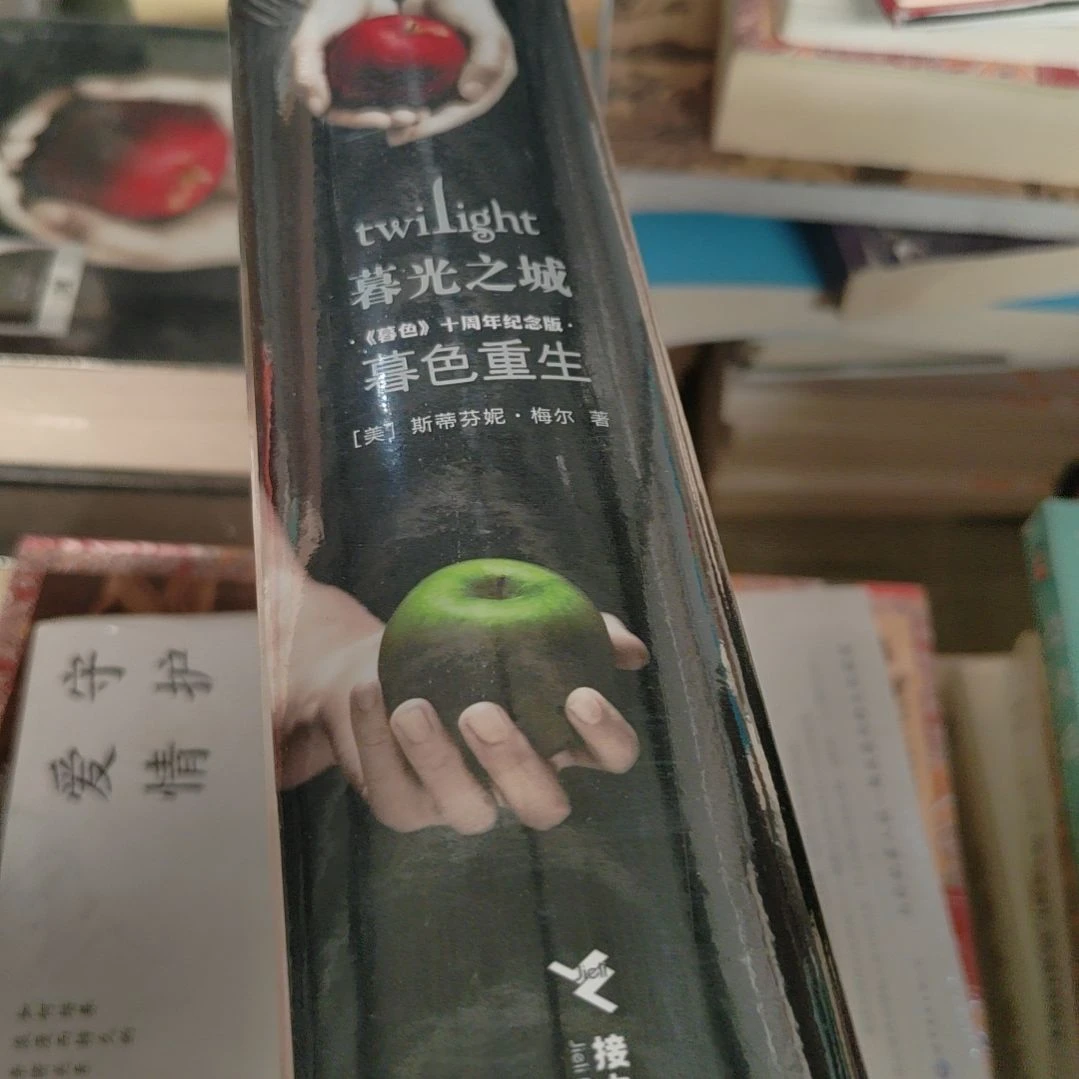 twilight
暮光之城
·《暮色》十周年纪念版·
暮色重生
[美] 斯蒂芬妮·梅尔 著
Jieli
接
Jieli
守护
爱情